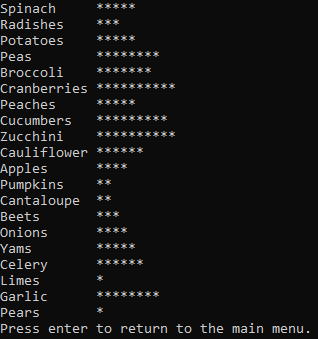 Spinach     *****
Radishes    ***
Potatoes    *****
Peas        ********
Broccoli    *******
Cranberries **********
Peaches     *****
Cucumbers   *********
Zucchini    **********
Cauliflower ******
Apples      ****
Pumpkins    **
Cantaloupe  **
Beets       ***
Onions      ****
Yams        *****
Celery      ******
Limes       *
Garlic      ********
Pears       *
Press enter to return to the main menu.